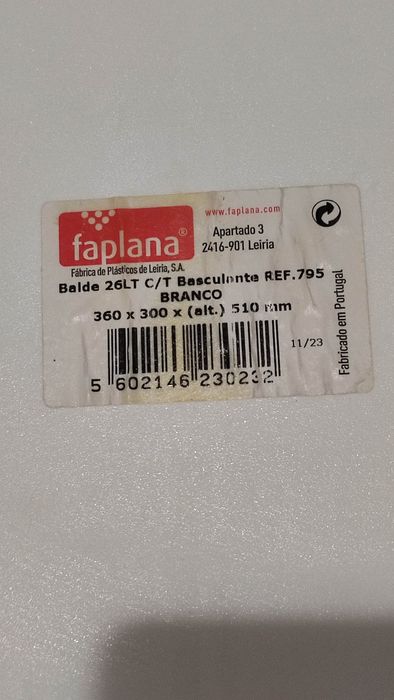 faplana®
Fábrica de Plásticos de Leiria, S.A.
www.faplana.com
Apartado 3
2416-901 Leiria
Balde 26LT C/T Basculante REF.795
BRANCO
360 x 300 x (alt.) 510 mm
11/23
5 602146 230232
Fabricado em Portugal